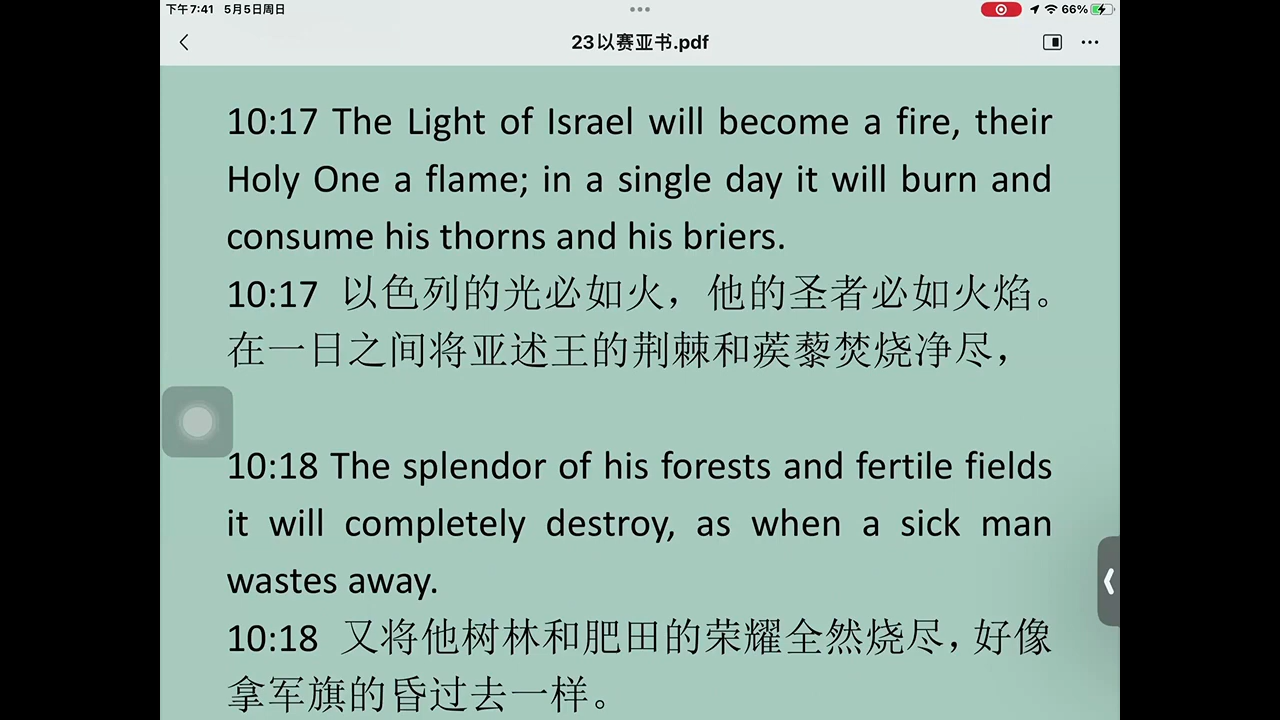 下午7:41 5月5日周日
66%
23以赛亚书.pdf
10:17 The Light of Israel will become a fire, their
Holy One a flame; in a single day it will burn and
consume his thorns and his briers.
10:17 以色列的光必如火，他的圣者必如火焰。
在一日之间将亚述王的荆棘和蒺藜焚烧净尽，
10:18 The splendor of his forests and fertile fields
it will completely destroy, as when a sick man
wastes away.
10:18 又将他树林和肥田的荣耀全然烧尽，好像
拿军旗的昏过去一样。